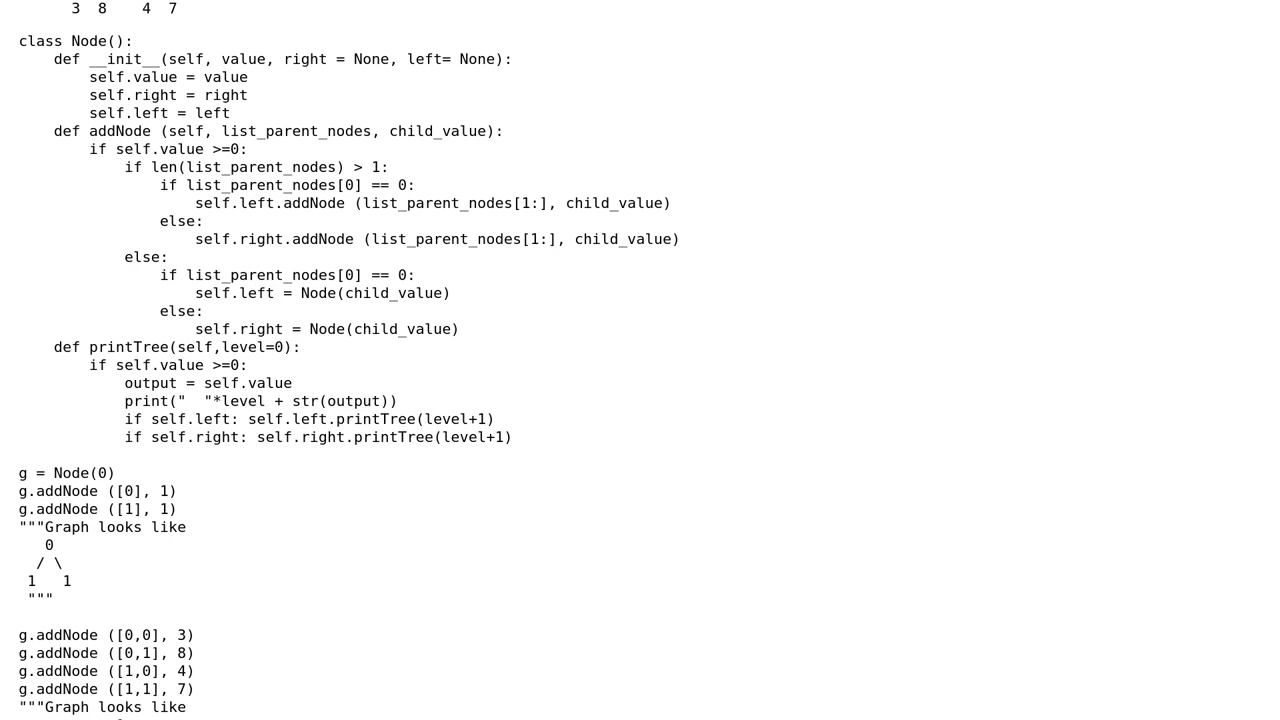 3  8    4  7

class Node():
    def __init__(self, value, right = None, left= None):
        self.value = value
        self.right = right
        self.left = left
    def addNode (self, list_parent_nodes, child_value):
        if self.value >=0:
            if len(list_parent_nodes) > 1:
                if list_parent_nodes[0] == 0:
                    self.left.addNode (list_parent_nodes[1:], child_value)
                else:
                    self.right.addNode (list_parent_nodes[1:], child_value)
            else:
                if list_parent_nodes[0] == 0:
                    self.left = Node(child_value)
                else:
                    self.right = Node(child_value)
    def printTree(self,level=0):
        if self.value >=0:
            output = self.value
            print("  "*level + str(output))
            if self.left: self.left.printTree(level+1)
            if self.right: self.right.printTree(level+1)

g = Node(0)
g.addNode ([0], 1)
g.addNode ([1], 1)
"""Graph looks like
   0
  / \
 1   1
 """

g.addNode ([0,0], 3)
g.addNode ([0,1], 8)
g.addNode ([1,0], 4)
g.addNode ([1,1], 7)
"""Graph looks like